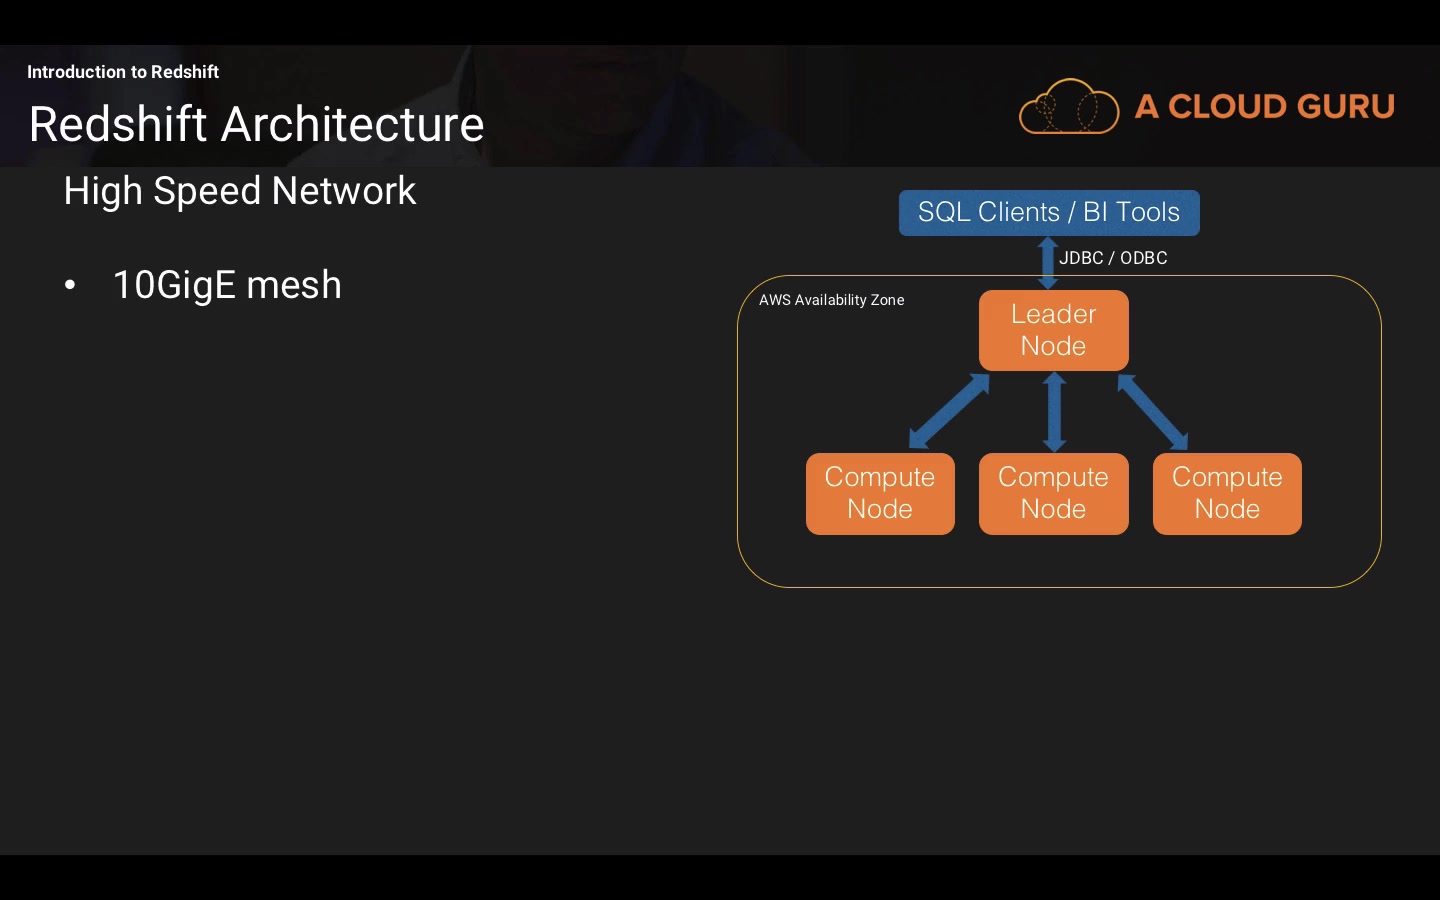 Introduction to Redshift
Redshift Architecture
A CLOUD GURU
High Speed Network
• 10GigE mesh
SQL Clients / BI Tools
JDBC / ODBC
AWS Availability Zone
Leader
Node
Compute
Node
Compute
Node
Compute
Node